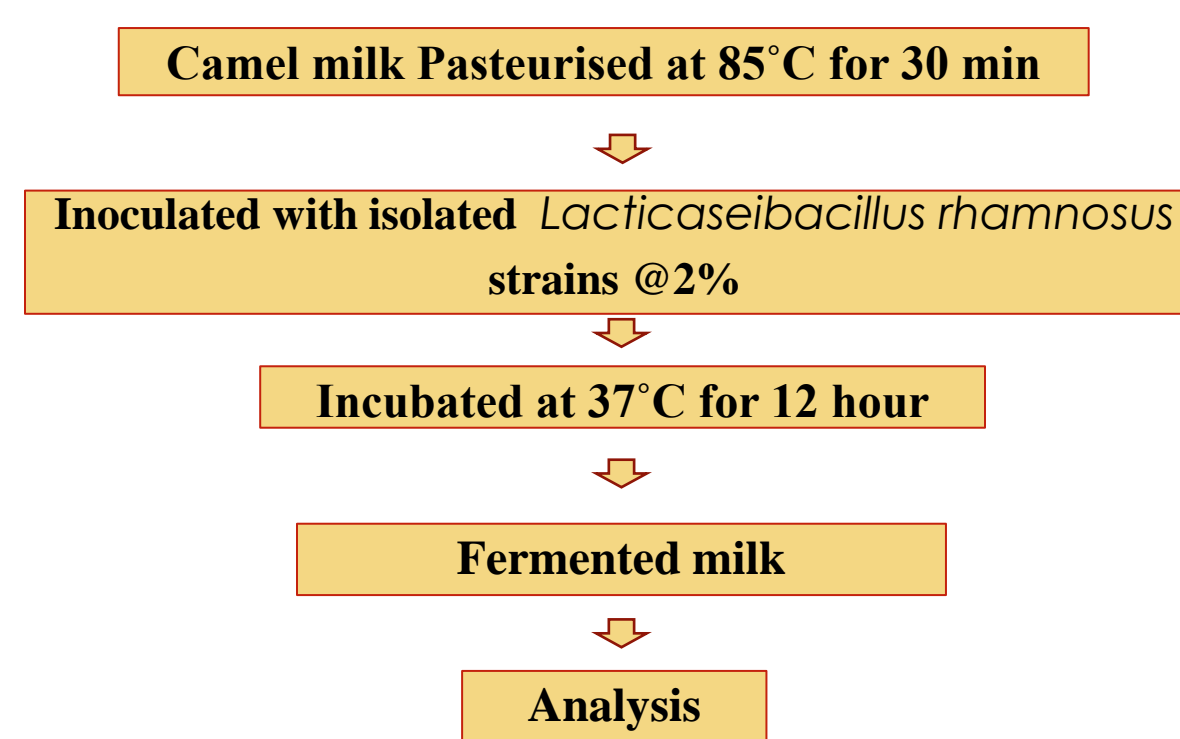 Camel milk Pasteurised at 85˚C for 30 min
Inoculated with isolated Lacticaseibacillus rhamnosus
strains @2%
Incubated at 37˚C for 12 hour
Fermented milk
Analysis